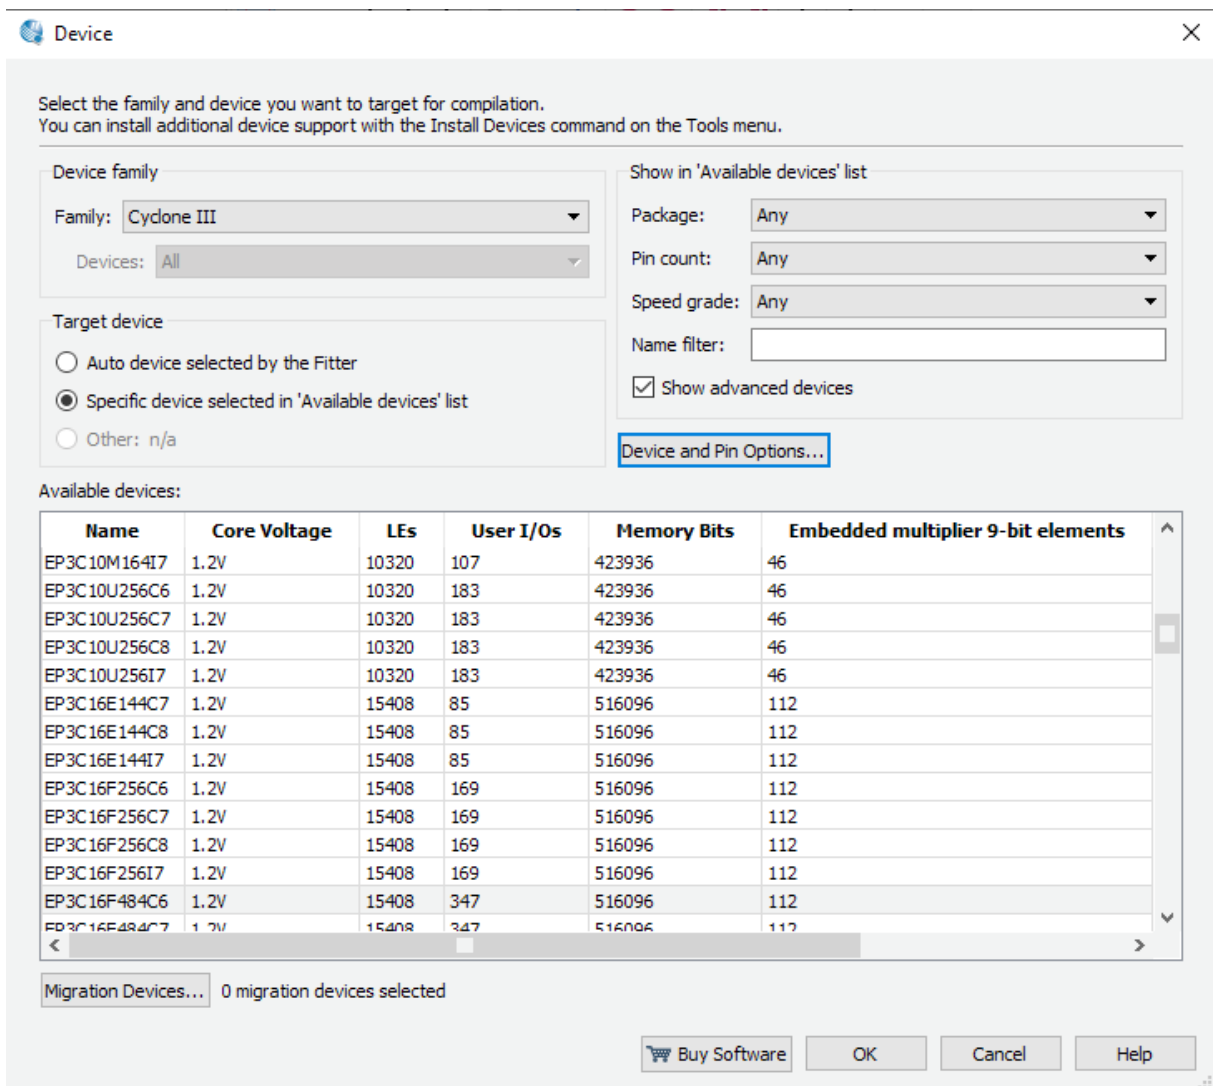 Device
Select the family and device you want to target for compilation.
You can install additional device support with the Install Devices command on the Tools menu.
Device family
Family: Cyclone III
Devices: All
Target device
Auto device selected by the Fitter
Specific device selected in 'Available devices' list
Other: n/a
Show in 'Available devices' list
Package: Any
Pin count: Any
Speed grade: Any
Name filter:
Show advanced devices
Device and Pin Options...
Available devices:
Name Core Voltage LEs User I/Os Memory Bits Embedded multiplier 9-bit elements
EP3C10M164I7 1.2V 10320 107 423936 46
EP3C10U256C6 1.2V 10320 183 423936 46
EP3C10U256C7 1.2V 10320 183 423936 46
EP3C10U256C8 1.2V 10320 183 423936 46
EP3C10U256I7 1.2V 10320 183 423936 46
EP3C16E144C7 1.2V 15408 85 516096 112
EP3C16E144C8 1.2V 15408 85 516096 112
EP3C16E144I7 1.2V 15408 85 516096 112
EP3C16F256C6 1.2V 15408 169 516096 112
EP3C16F256C7 1.2V 15408 169 516096 112
EP3C16F256C8 1.2V 15408 169 516096 112
EP3C16F256I7 1.2V 15408 169 516096 112
EP3C16F484C6 1.2V 15408 347 516096 112
EP3C16F484C7 1.2V 15408 347 516096 112
Migration Devices... 0 migration devices selected
Buy Software OK Cancel Help